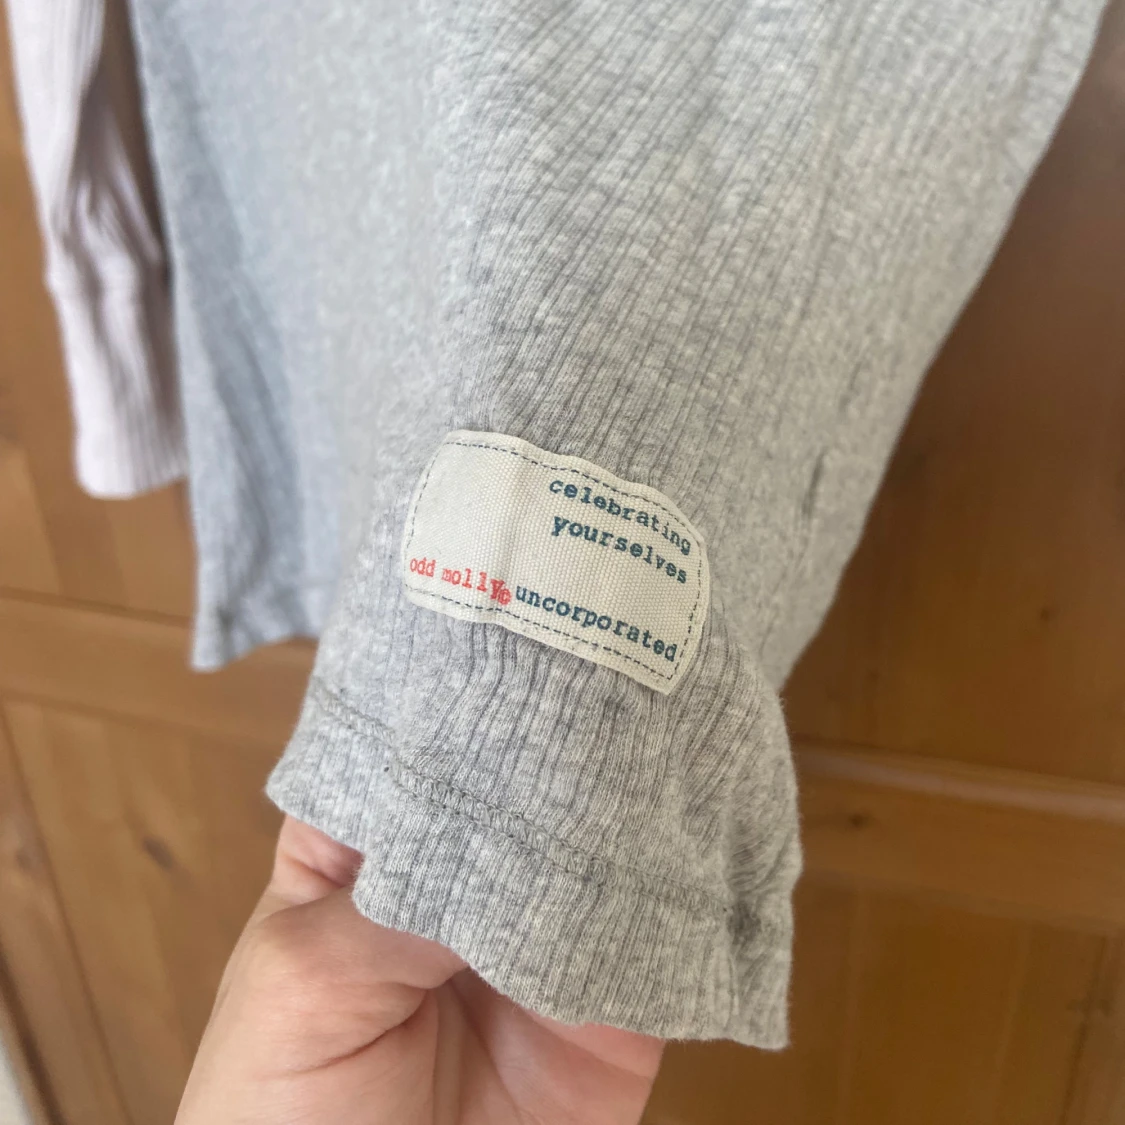 celebrating
yourselves
odd molly uncorporated